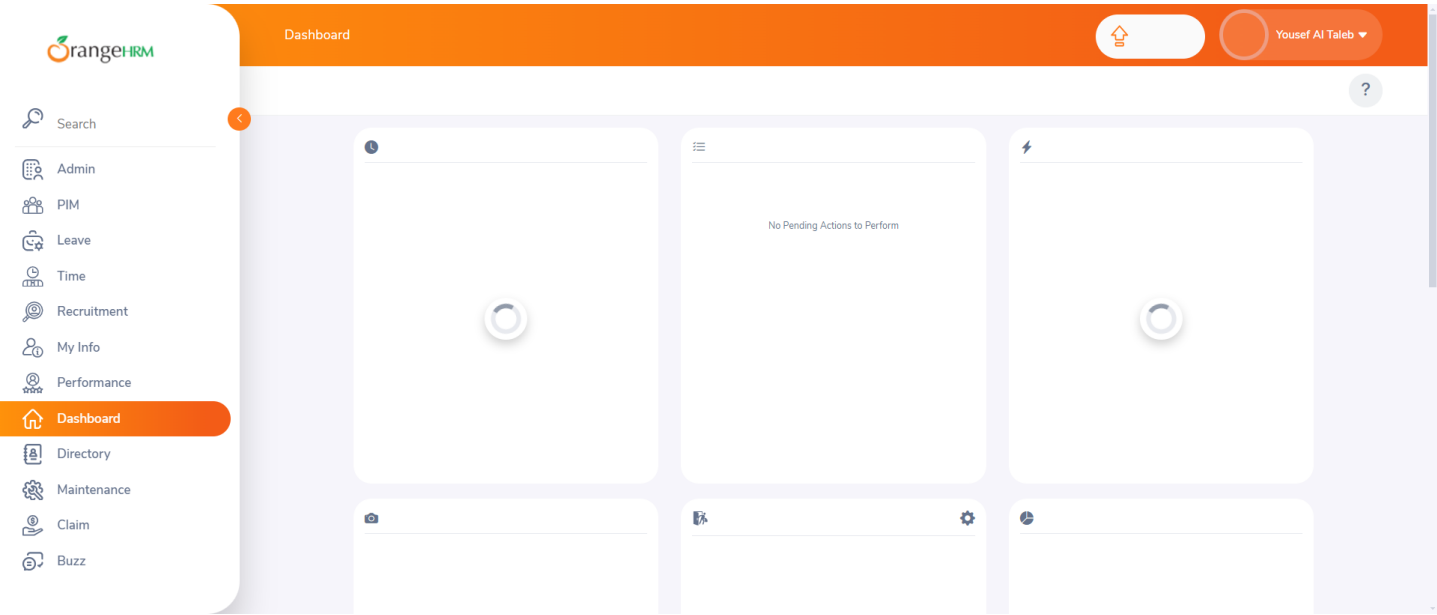 OrangeHRM
Dashboard
Yousef Al Taleb
?
Search
Admin
PIM
Leave
Time
Recruitment
My Info
Performance
Dashboard
Directory
Maintenance
Claim
Buzz
No Pending Actions to Perform